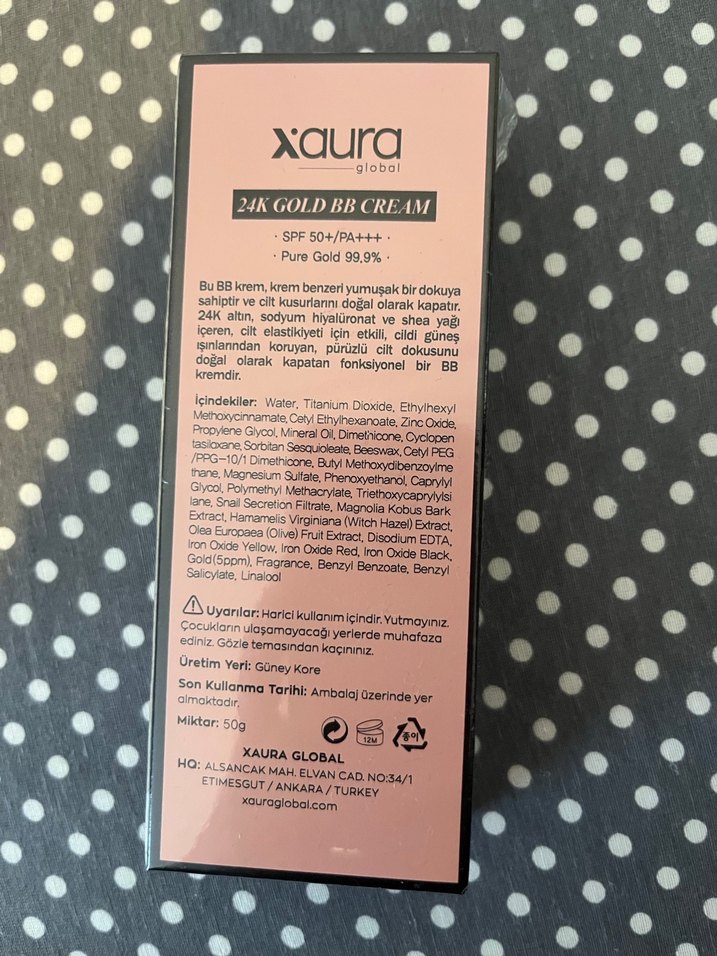 xaura
global
24K GOLD BB CREAM
· SPF 50+/PA+++ ·
· Pure Gold 99.9% ·
Bu BB krem, krem benzeri yumuşak bir dokuya
sahiptir ve cilt kusurlarını doğal olarak kapatır.
24K altın, sodyum hiyalüronat ve shea yağı
içeren, cilt elastikiyeti için etkili, cildi güneş
ışınlarından koruyan, pürüzlü cilt dokusunu
doğal olarak kapatan fonksiyonel bir BB
kremdir.
İçindekiler: Water, Titanium Dioxide, Ethylhexyl
Methoxycinnamate, Cetyl Ethylhexanoate, Zinc Oxide,
Propylene Glycol, Mineral Oil, Dimethicone, Cyclopen
tasiloxane, Sorbitan Sesquioleate, Beeswax, Cetyl PEG
/PPG-10/1 Dimethicone, Butyl Methoxydibenzoylme
thane, Magnesium Sulfate, Phenoxyethanol, Caprylyl
Glycol, Polymethyl Methacrylate, Triethoxycaprylylsi
lane, Snail Secretion Filtrate, Magnolia Kobus Bark
Extract, Hamamelis Virginiana (Witch Hazel) Extract,
Olea Europaea (Olive) Fruit Extract, Disodium EDTA,
Iron Oxide Yellow, Iron Oxide Red, Iron Oxide Black,
Gold(5ppm), Fragrance, Benzyl Benzoate, Benzyl
Salicylate, Linalool
Uyarılar: Harici kullanım içindir. Yutmayınız.
Çocukların ulaşamayacağı yerlerde muhafaza
ediniz. Gözle temasından kaçınınız.
Üretim Yeri: Güney Kore
Son Kullanma Tarihi: Ambalaj üzerinde yer
almaktadır.
Miktar: 50g
12M
종이
XAURA GLOBAL
HQ: ALSANCAK MAH. ELVAN CAD. NO:34/1
ETIMESGUT / ANKARA / TURKEY
xauraglobal.com